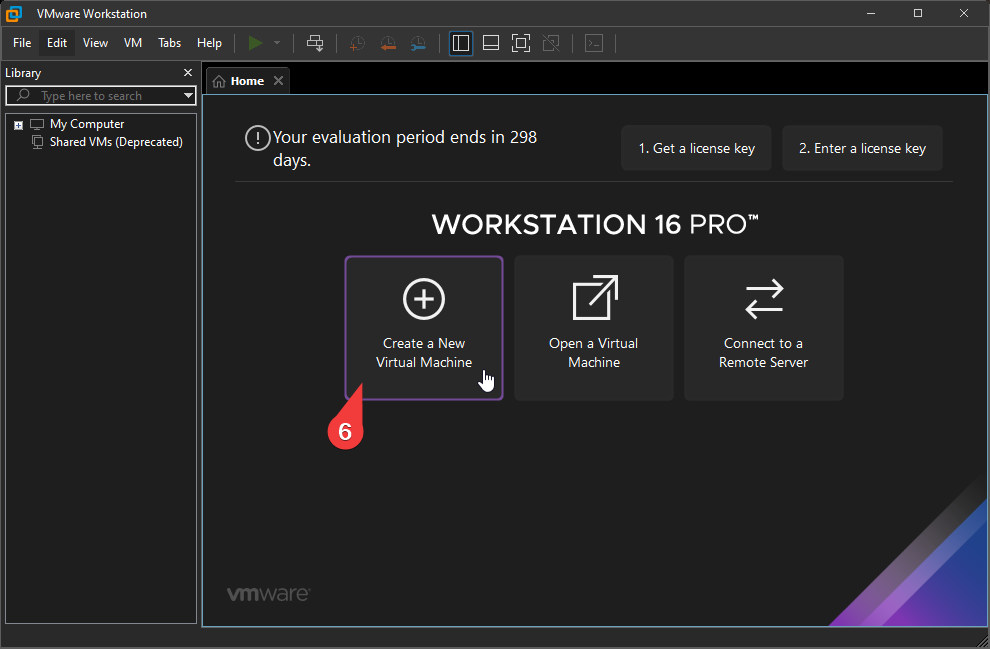 VMware Workstation
File Edit View VM Tabs Help
Library
Type here to search
My Computer
Shared VMs (Deprecated)
Home
Your evaluation period ends in 298
days.
1. Get a license key
2. Enter a license key
WORKSTATION 16 PRO™
Create a New
Virtual Machine
Open a Virtual
Machine
Connect to a
Remote Server
6
vmware®